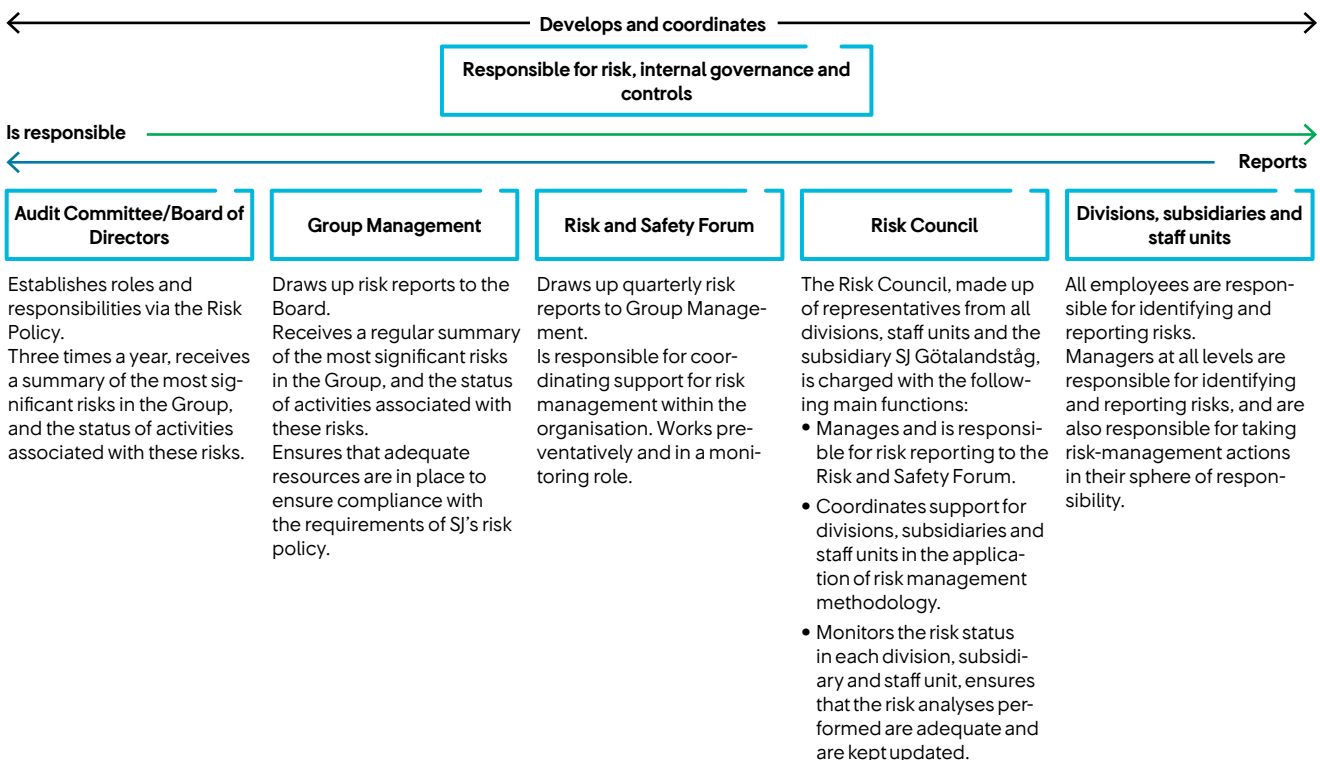 Develops and coordinates
Responsible for risk, internal governance and
controls
Is responsible
Reports
Audit Committee/Board of
Directors
Establishes roles and
responsibilities via the Risk
Policy.
Three times a year, receives
a summary of the most sig-
nificant risks in the Group,
and the status of activities
associated with these risks.
Group Management
Draws up risk reports to the
Board.
Receives a regular summary
of the most significant risks
in the Group, and the status
of activities associated with
these risks.
Ensures that adequate
resources are in place to
ensure compliance with
the requirements of SJ’s risk
policy.
Risk and Safety Forum
Draws up quarterly risk
reports to Group Manage-
ment.
Is responsible for coor-
dinating support for risk
management within the
organisation. Works pre-
ventatively and in a moni-
toring role.
Risk Council
The Risk Council, made up
of representatives from all
divisions, staff units and the
subsidiary SJ Götalandståg,
is charged with the follow-
ing main functions:
• Manages and is responsi-
ble for risk reporting to the
Risk and Safety Forum.
• Coordinates support for
divisions, subsidiaries and
staff units in the applica-
tion of risk management
methodology.
• Monitors the risk status
in each division, subsidi-
ary and staff unit, ensures
that the risk analyses per-
formed are adequate and
are kept updated.
Divisions, subsidiaries and
staff units
All employees are respon-
sible for identifying and
reporting risks.
Managers at all levels are
responsible for identifying
and reporting risks, and are
also responsible for taking
risk-management actions
in their sphere of respon-
sibility.